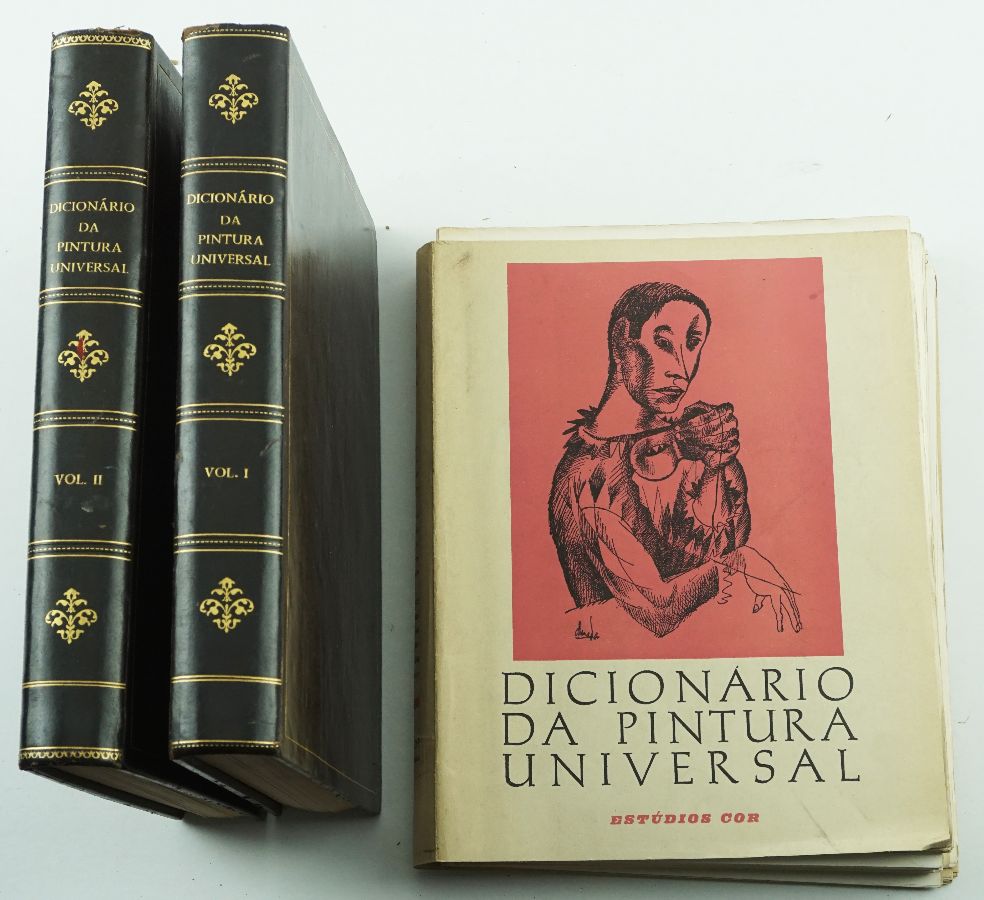 DICIONÁRIO
DA
PINTURA
UNIVERSAL
VOL. II
DICIONÁRIO
DA
PINTURA
UNIVERSAL
VOL. I
DICIONÁRIO
DA PINTURA
UNIVERSAL
ESTÚDIOS COR